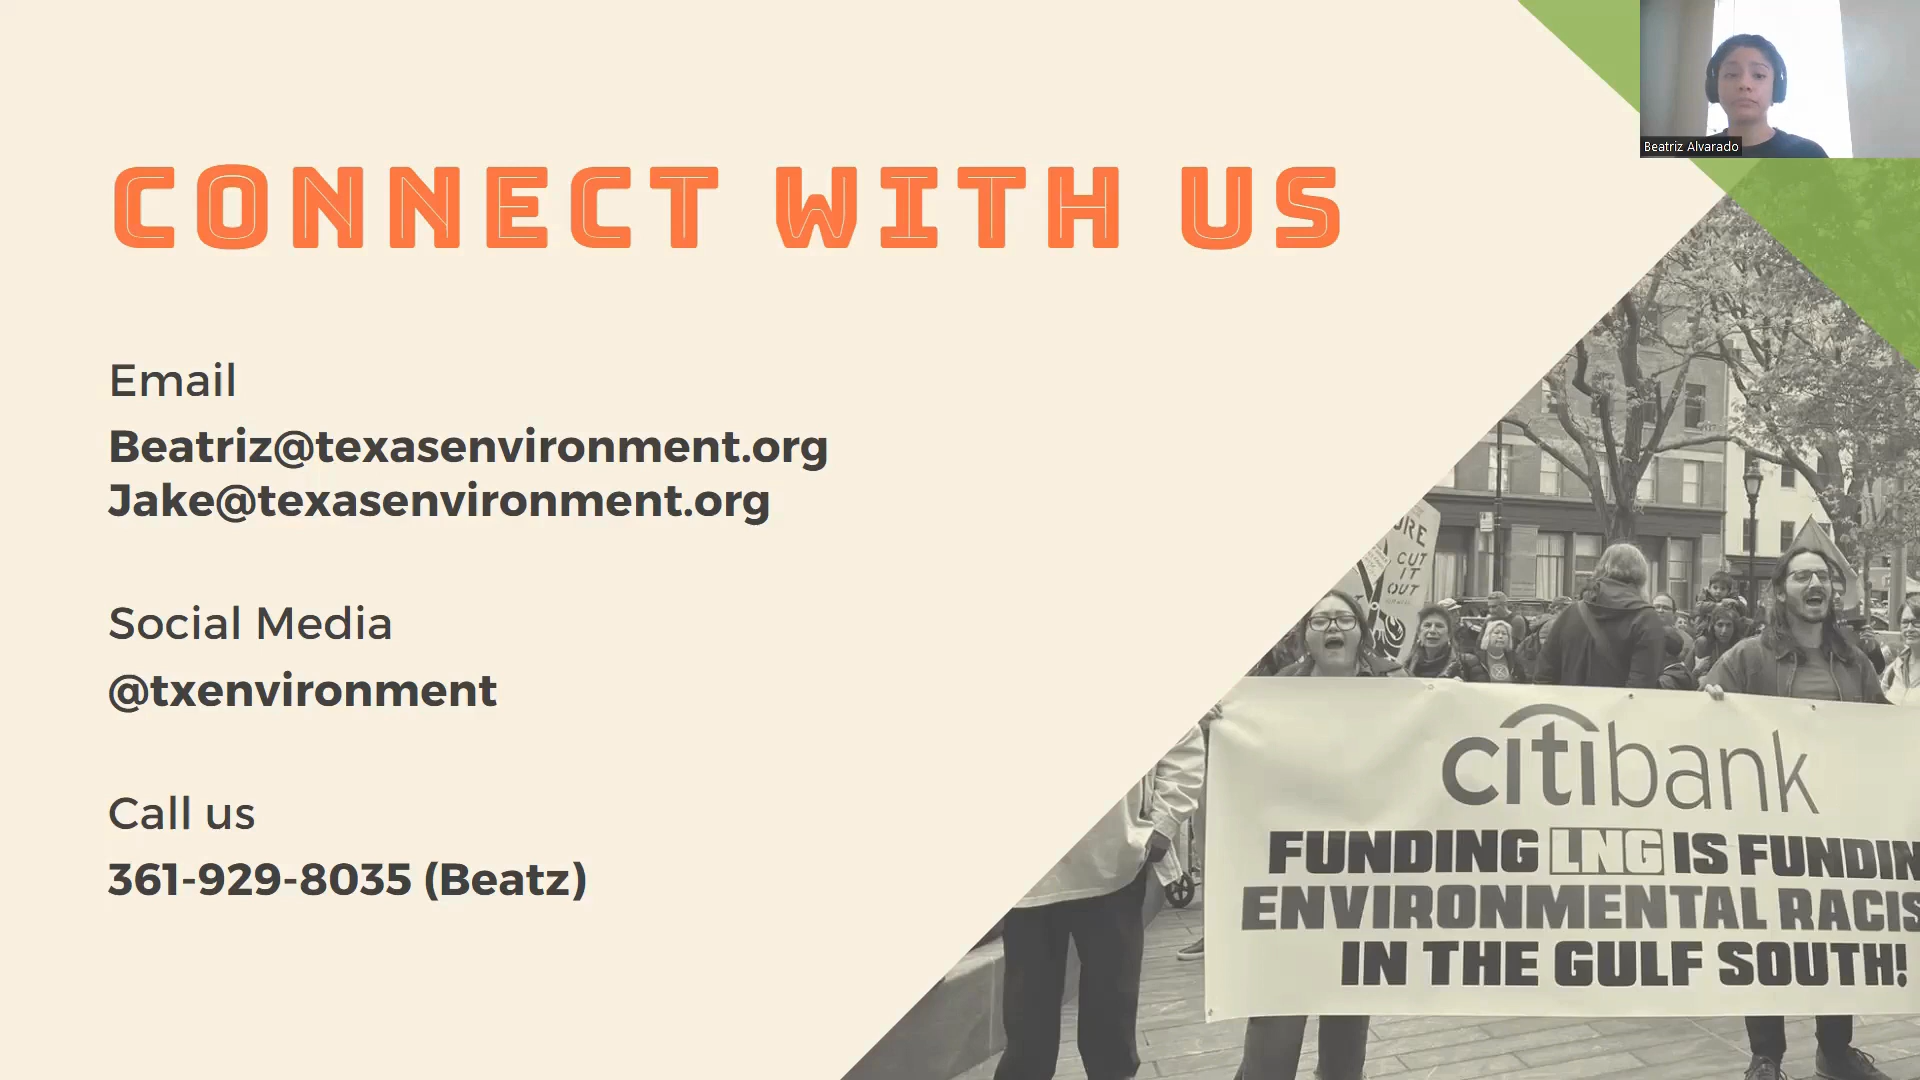 Beatriz Alvarado
CONNECT WITH US
Email
Beatriz@texasenvironment.org
Jake@texasenvironment.org
Social Media
@txenvironment
Call us
361-929-8035 (Beatz)
CUT
IT
OUT
citibank
FUNDING LNG IS FUNDIN
ENVIRONMENTAL RACIS
IN THE GULF SOUTH!